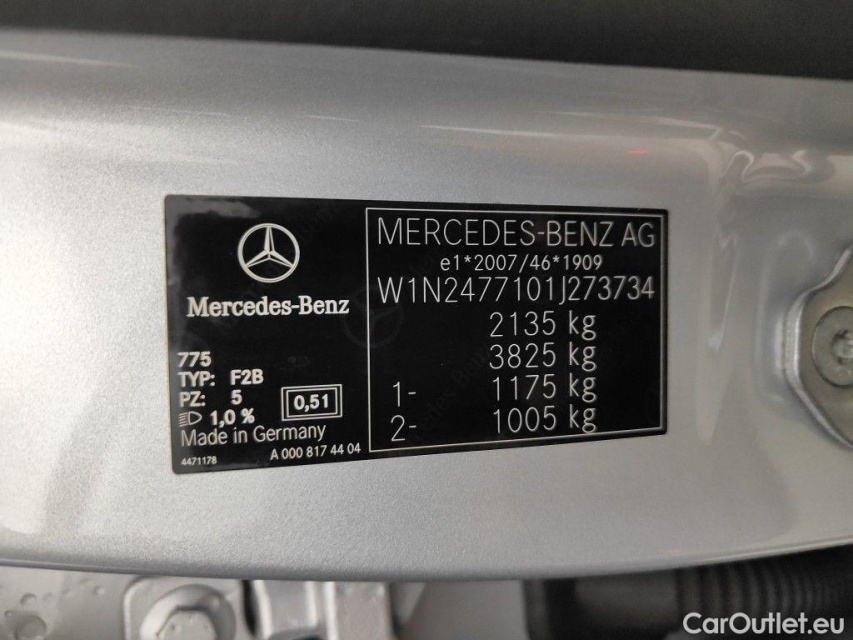 Mercedes-Benz
775
TYP: F2B
PZ: 5
1,0 %
0,51
Made in Germany
4471178
A 000 817 44 04
MERCEDES-BENZ AG
e1*2007/46*1909
W1N2477101J273734
2135 kg
3825 kg
1- 1175 kg
2- 1005 kg
CarOutlet.eu